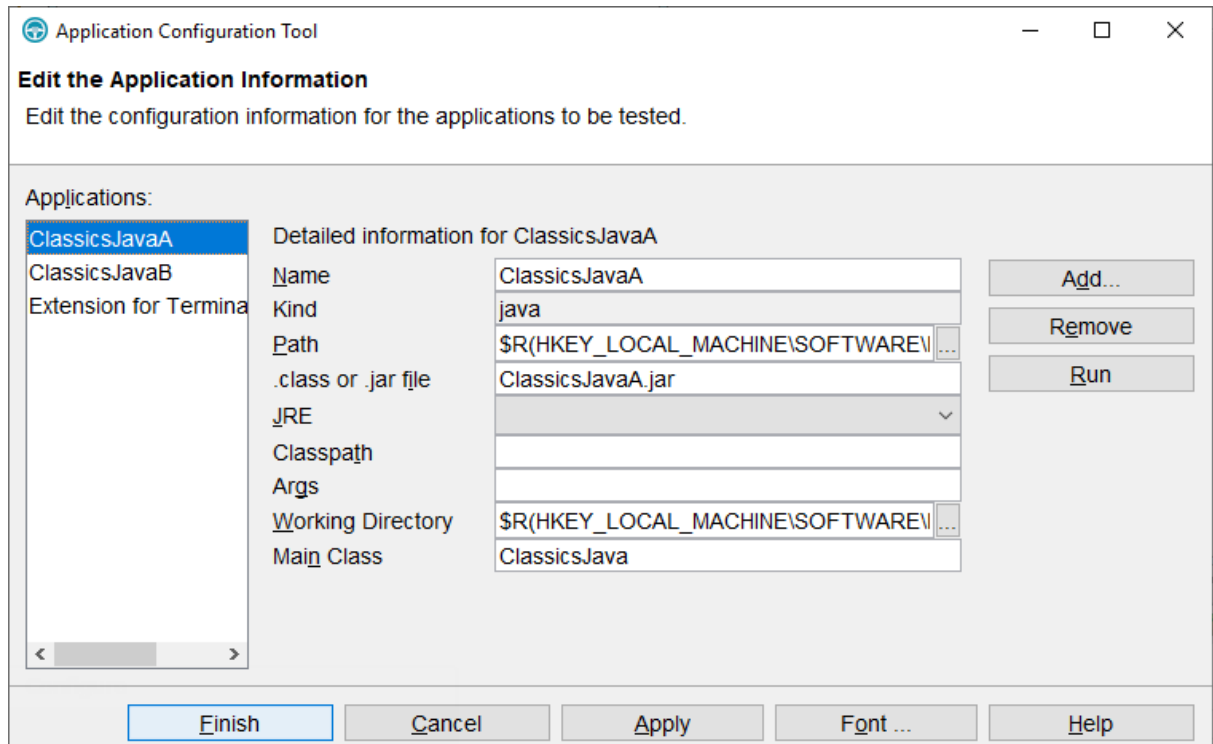 Application Configuration Tool
Edit the Application Information
Edit the configuration information for the applications to be tested.
Applications:
ClassicsJavaA
ClassicsJavaB
Extension for Termina
Detailed information for ClassicsJavaA
Name ClassicsJavaA
Kind java
Path $R(HKEY_LOCAL_MACHINE\SOFTWARE\ ...
.class or .jar file ClassicsJavaA.jar
JRE
Classpath
Args
Working Directory $R(HKEY_LOCAL_MACHINE\SOFTWARE\ ...
Main Class ClassicsJava
Add...
Remove
Run
Finish Cancel Apply Font ... Help